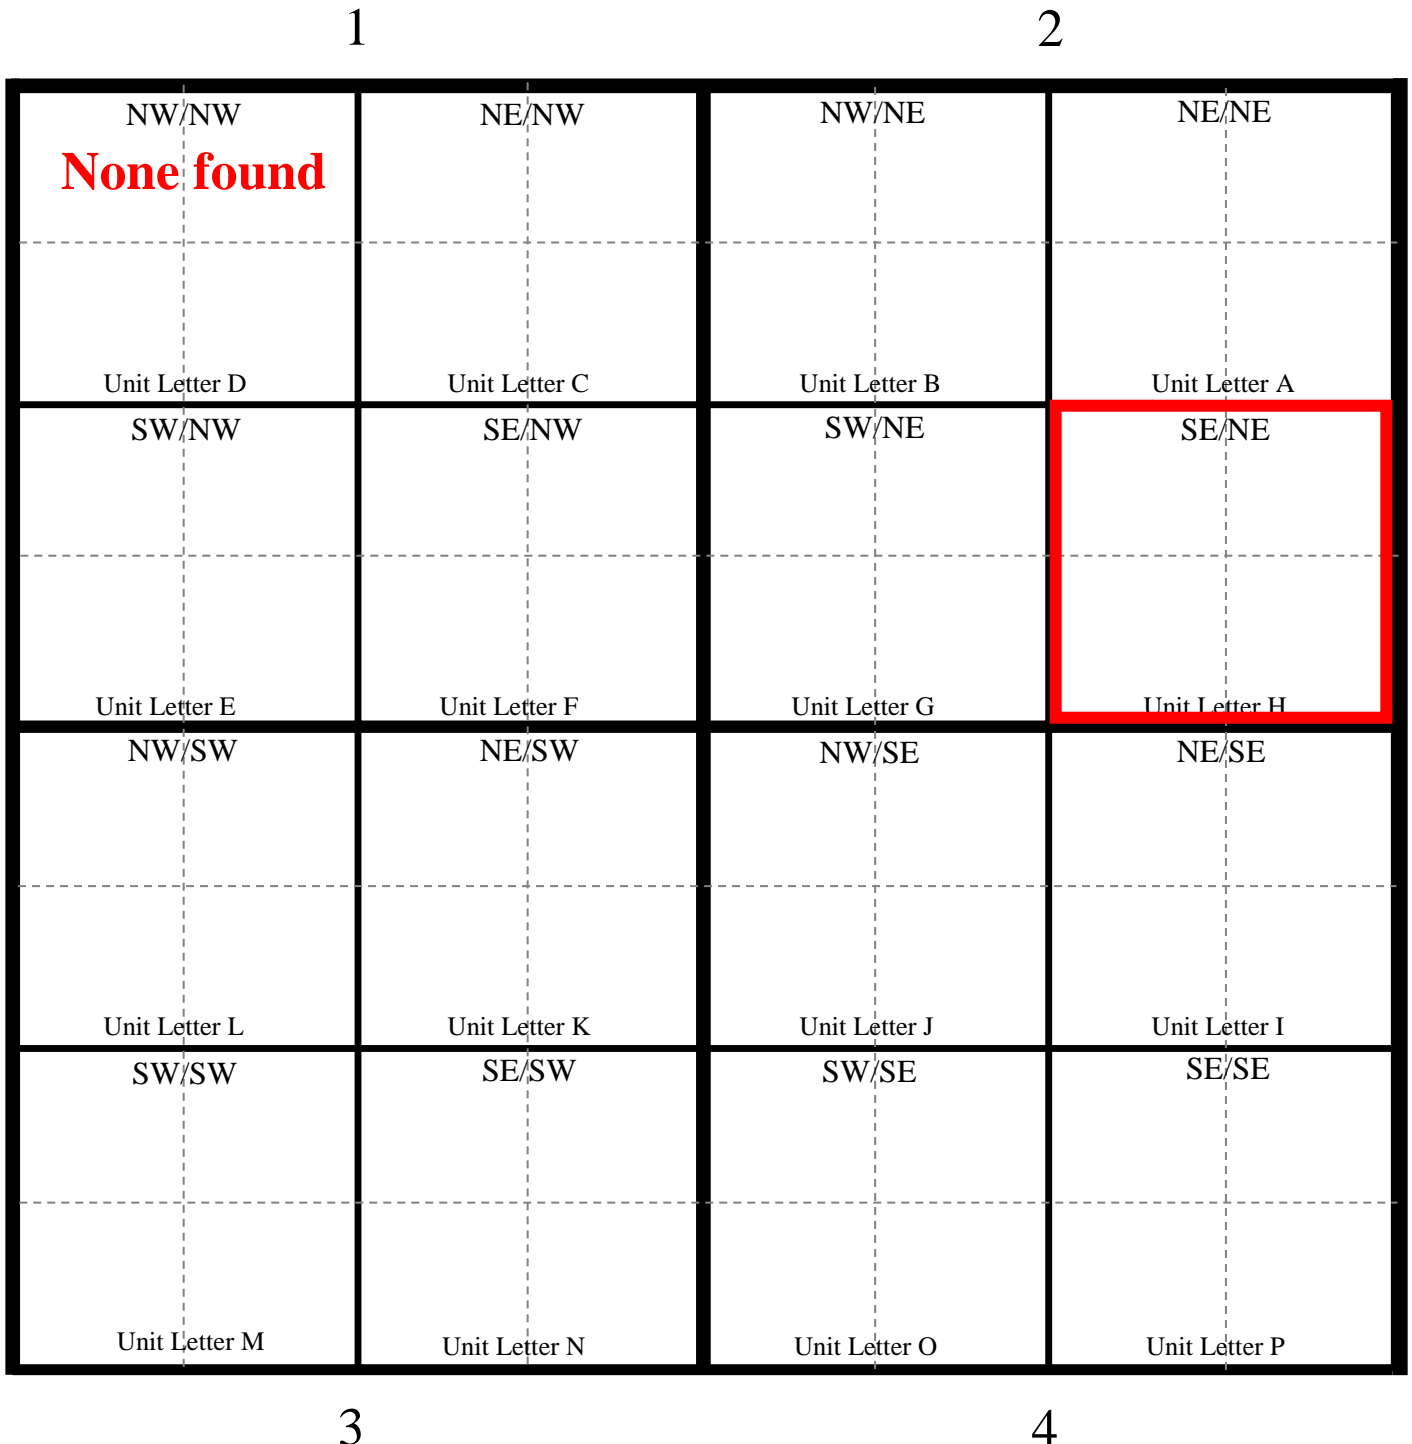 1 2
NW/NW NE/NW NW/NE NE/NE
None found
Unit Letter D Unit Letter C Unit Letter B Unit Letter A
SW/NW SE/NW SW/NE SE/NE
Unit Letter E Unit Letter F Unit Letter G Unit Letter H
NW/SW NE/SW NW/SE NE/SE
Unit Letter L Unit Letter K Unit Letter J Unit Letter I
SW/SW SE/SW SW/SE SE/SE
Unit Letter M Unit Letter N Unit Letter O Unit Letter P
3 4